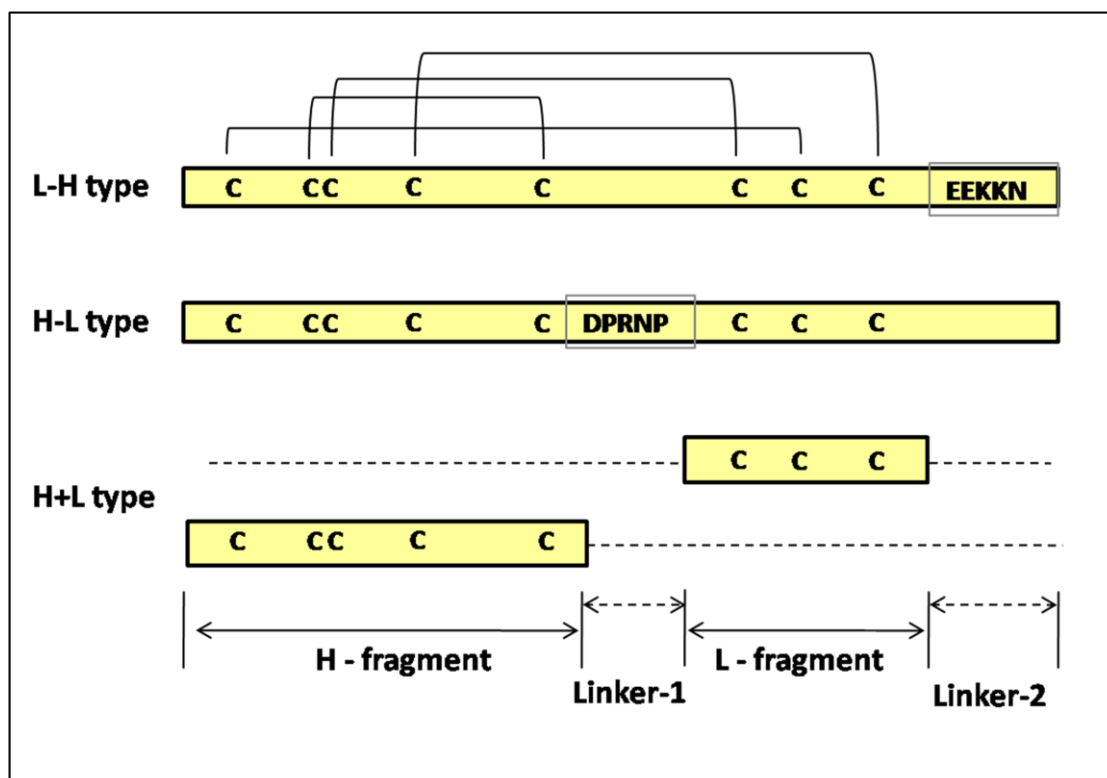 L-H type C CC C C C C C EEKKN
H-L type C CC C C DPRNP C C C
C C C
H+L type
C CC C C
H - fragment L - fragment
Linker-1 Linker-2